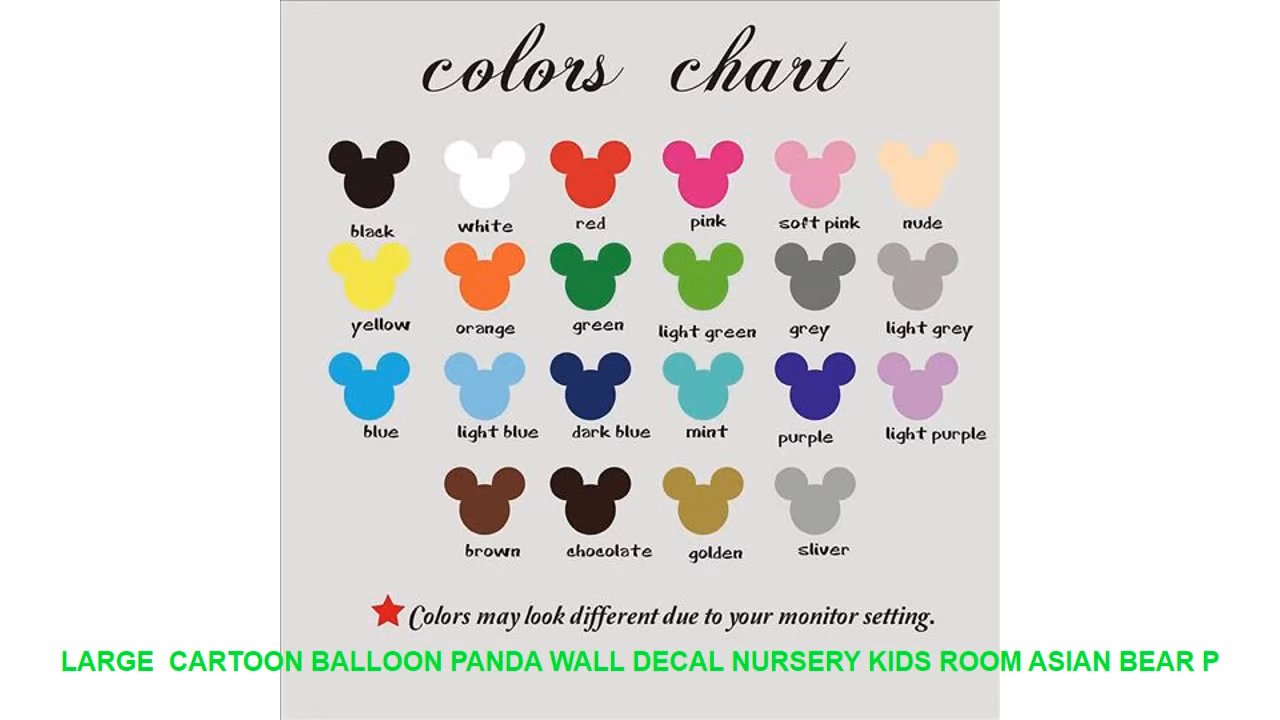 colors chart
black white red pink soft pink nude
yellow orange green light green grey light grey
blue light blue dark blue mint purple light purple
brown chocolate golden sliver
Colors may look different due to your monitor setting.
LARGE  CARTOON BALLOON PANDA WALL DECAL NURSERY KIDS ROOM ASIAN BEAR P